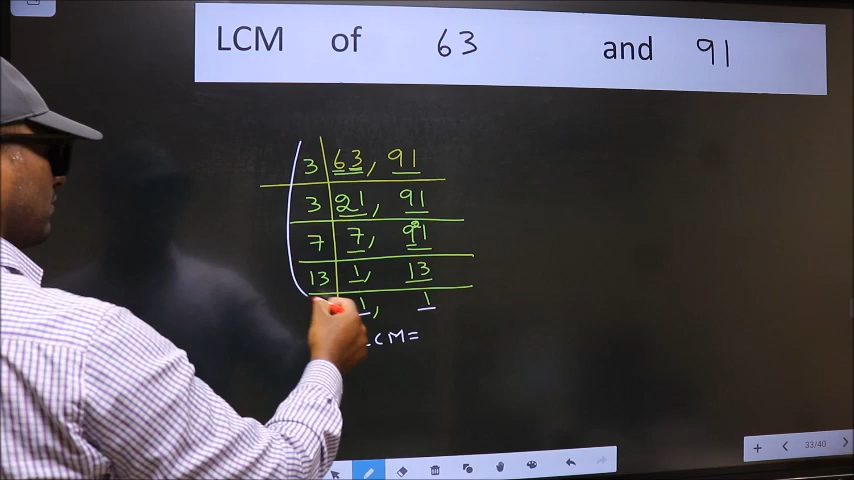 LCM of 63 and 91
3 63, 91
3 21, 91
7 7, 921
13 1, 13
1, 1
LCM=
33/40